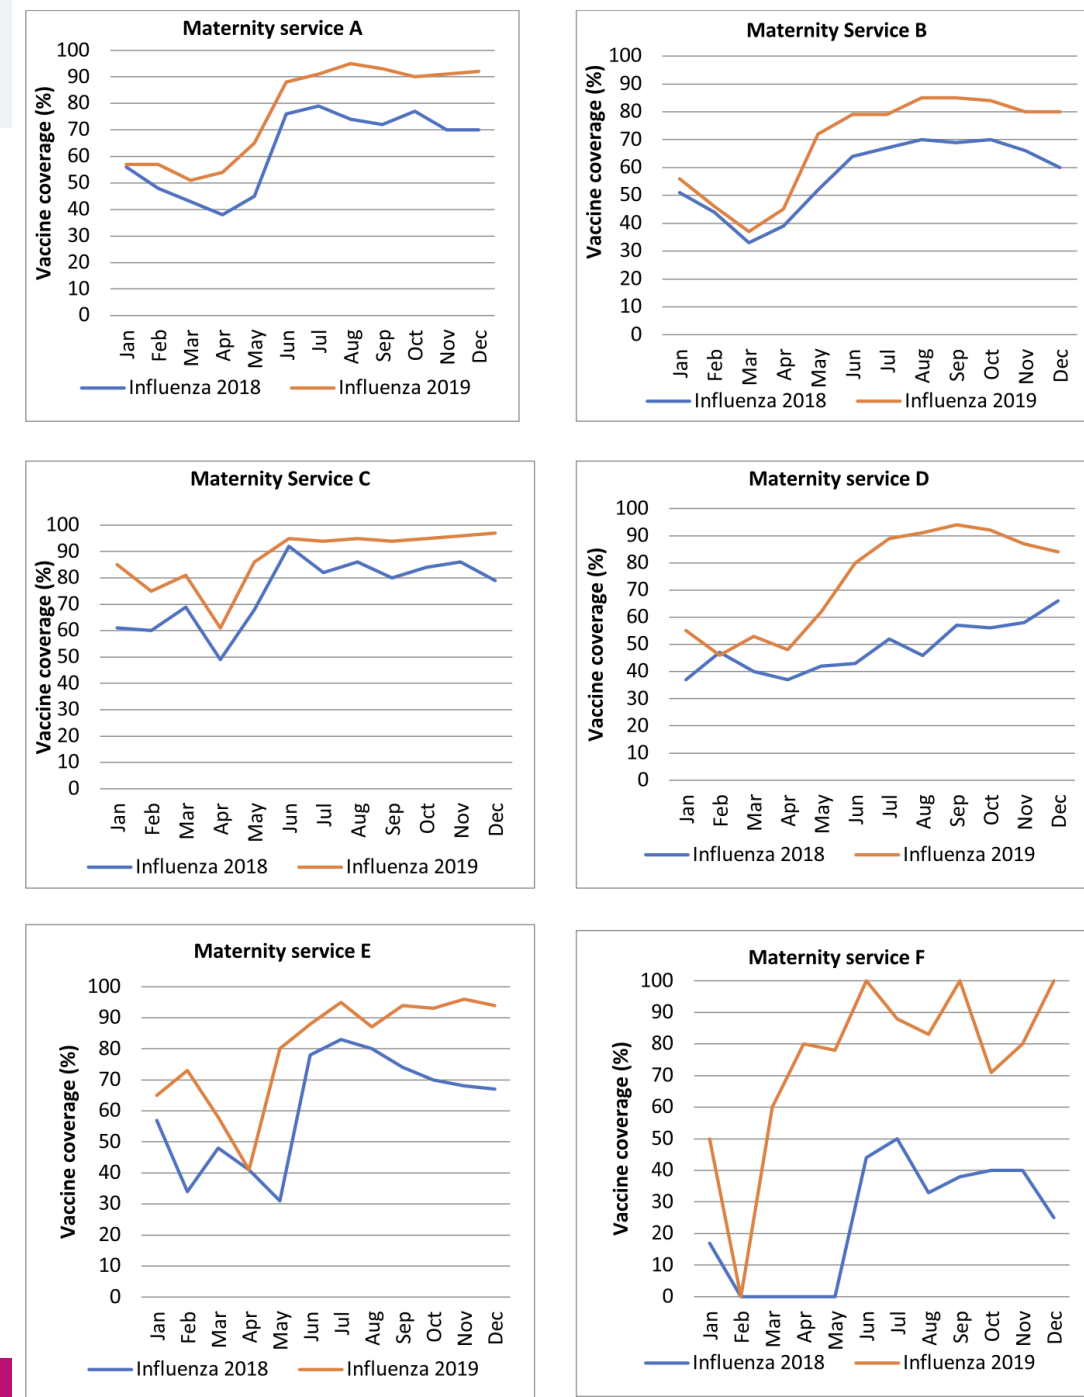 Maternity service A
Vaccine coverage (%)
100
90
80
70
60
50
40
30
20
10
0
Jan Feb Mar Apr May Jun Jul Aug Sep Oct Nov Dec
Influenza 2018 Influenza 2019
Maternity Service B
Vaccine coverage (%)
100
90
80
70
60
50
40
30
20
10
0
Jan Feb Mar Apr May Jun Jul Aug Sep Oct Nov Dec
Influenza 2018 Influenza 2019
Maternity Service C
Vaccine coverage (%)
100
90
80
70
60
50
40
30
20
10
0
Jan Feb Mar Apr May Jun Jul Aug Sep Oct Nov Dec
Influenza 2018 Influenza 2019
Maternity service D
Vaccine coverage (%)
100
90
80
70
60
50
40
30
20
10
0
Jan Feb Mar Apr May Jun Jul Aug Sep Oct Nov Dec
Influenza 2018 Influenza 2019
Maternity service E
Vaccine coverage (%)
100
90
80
70
60
50
40
30
20
10
0
Jan Feb Mar Apr May Jun Jul Aug Sep Oct Nov Dec
Influenza 2018 Influenza 2019
Maternity service F
Vaccine coverage (%)
100
90
80
70
60
50
40
30
20
10
0
Jan Feb Mar Apr May Jun Jul Aug Sep Oct Nov Dec
Influenza 2018 Influenza 2019